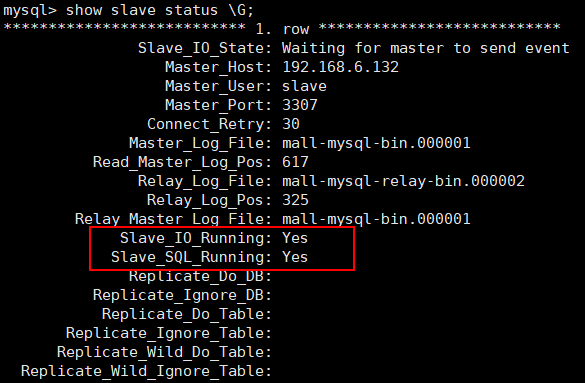 mysql> show slave status \G;
*************************** 1. row ***************************
Slave_IO_State: Waiting for master to send event
Master_Host: 192.168.6.132
Master_User: slave
Master_Port: 3307
Connect_Retry: 30
Master_Log_File: mall-mysql-bin.000001
Read_Master_Log_Pos: 617
Relay_Log_File: mall-mysql-relay-bin.000002
Relay_Log_Pos: 325
Relay_Master_Log_File: mall-mysql-bin.000001
Slave_IO_Running: Yes
Slave_SQL_Running: Yes
Replicate_Do_DB:
Replicate_Ignore_DB:
Replicate_Do_Table:
Replicate_Ignore_Table:
Replicate_Wild_Do_Table:
Replicate_Wild_Ignore_Table: